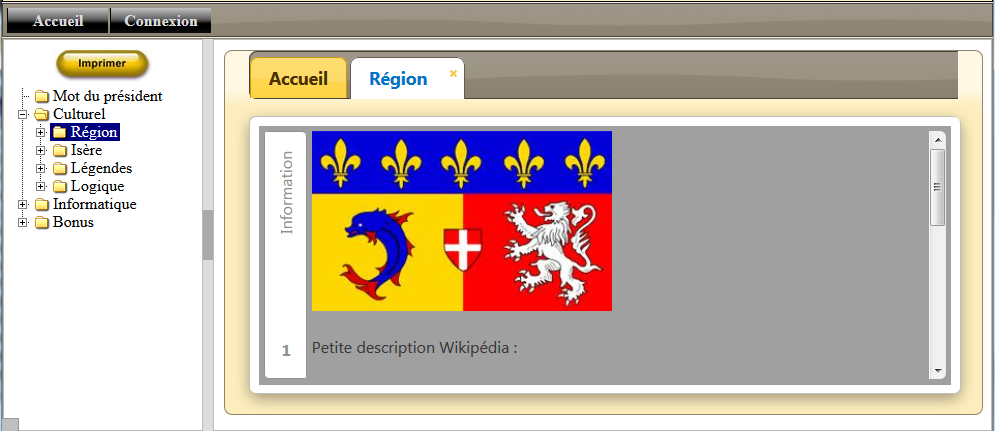 Accueil Connexion
Imprimer
Mot du président
Culturel
Région
Isère
Légendes
Logique
Informatique
Bonus
Accueil Région
Information
1
Petite description Wikipédia :